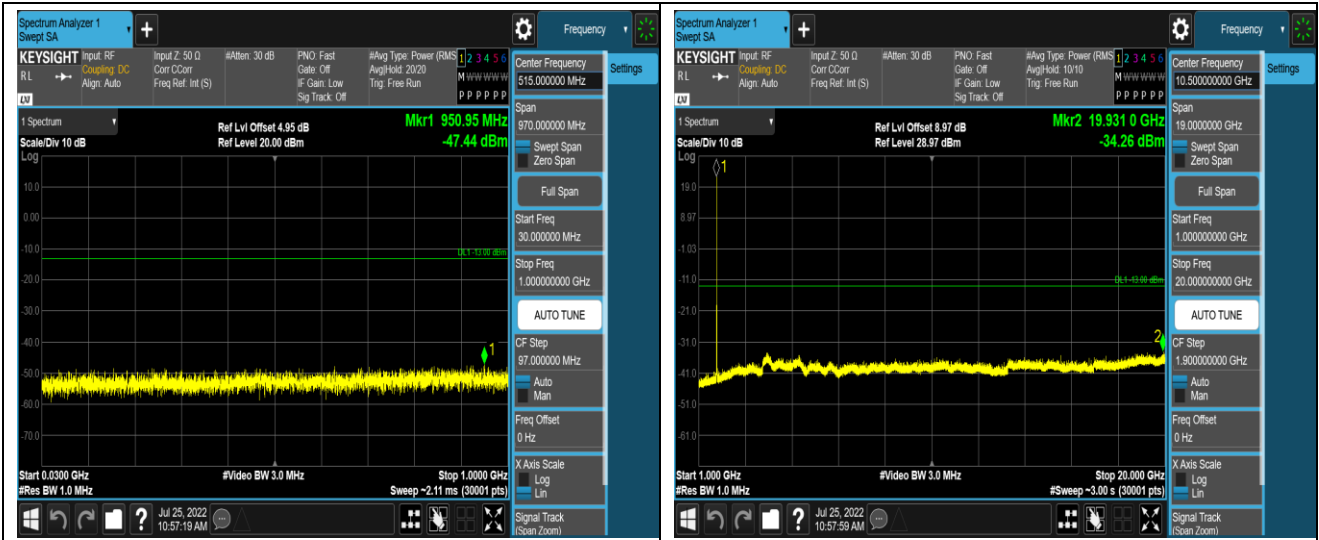 Spectrum Analyzer 1
Swept SA
+
Frequency
KEYSIGHT
RL
LXI
Input: RF
Coupling: DC
Align: Auto
Input Z: 50 Ω
Corr CCorr
Freq Ref: Int (S)
#Atten: 30 dB
PNO: Fast
Gate: Off
IF Gain: Low
Sig Track: Off
#Avg Type: Power (RMS
Avg|Hold: 20/20
Trig: Free Run
1 2 3 4 5 6
M W W W W W
P P P P P P
Center Frequency
515.000000 MHz
Settings
Span
970.000000 MHz
Swept Span
Zero Span
Full Span
Start Freq
30.000000 MHz
Stop Freq
1.000000000 GHz
AUTO TUNE
CF Step
97.000000 MHz
Auto
Man
Freq Offset
0 Hz
X Axis Scale
Log
Lin
Signal Track
(Span Zoom)
1 Spectrum
Scale/Div 10 dB
Log
Ref Lvl Offset 4.95 dB
Ref Level 20.00 dBm
Mkr1 950.95 MHz
-47.44 dBm
10.0
0.00
-10.0
DL1 -13.00 dBm
-20.0
-30.0
-40.0
1
-50.0
-60.0
-70.0
Start 0.0300 GHz
#Res BW 1.0 MHz
#Video BW 3.0 MHz
Stop 1.0000 GHz
Sweep ~2.11 ms (30001 pts)
?
Jul 25, 2022
10:57:19 AM
Spectrum Analyzer 1
Swept SA
+
Frequency
KEYSIGHT
RL
LXI
Input: RF
Coupling: DC
Align: Auto
Input Z: 50 Ω
Corr CCorr
Freq Ref: Int (S)
#Atten: 30 dB
PNO: Fast
Gate: Off
IF Gain: Low
Sig Track: Off
#Avg Type: Power (RMS
Avg|Hold: 10/10
Trig: Free Run
1 2 3 4 5 6
M W W W W W
P P P P P P
Center Frequency
10.500000000 GHz
Settings
Span
19.0000000 GHz
Swept Span
Zero Span
Full Span
Start Freq
1.000000000 GHz
Stop Freq
20.000000000 GHz
AUTO TUNE
CF Step
1.900000000 GHz
Auto
Man
Freq Offset
0 Hz
X Axis Scale
Log
Lin
Signal Track
(Span Zoom)
1 Spectrum
Scale/Div 10 dB
Log
Ref Lvl Offset 8.97 dB
Ref Level 28.97 dBm
Mkr2 19.931 0 GHz
-34.26 dBm
1
19.0
8.97
-1.03
-11.0
DL1 -13.00 dBm
-21.0
-31.0
2
-41.0
-51.0
-61.0
Start 1.000 GHz
#Res BW 1.0 MHz
#Video BW 3.0 MHz
Stop 20.000 GHz
#Sweep ~3.00 s (30001 pts)
?
Jul 25, 2022
10:57:59 AM